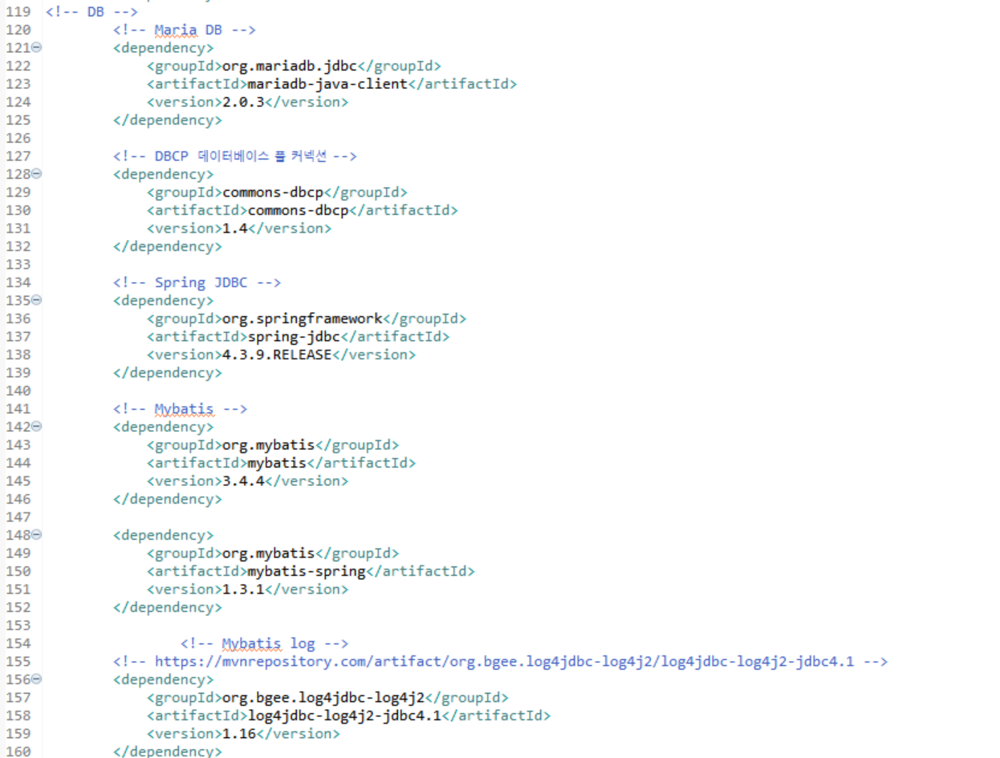 119 <!-- DB -->
120 <!-- Maria DB -->
121 <dependency>
122 <groupId>org.mariadb.jdbc</groupId>
123 <artifactId>mariadb-java-client</artifactId>
124 <version>2.0.3</version>
125 </dependency>
126
127 <!-- DBCP 데이터베이스 풀 커넥션 -->
128 <dependency>
129 <groupId>commons-dbcp</groupId>
130 <artifactId>commons-dbcp</artifactId>
131 <version>1.4</version>
132 </dependency>
133
134 <!-- Spring JDBC -->
135 <dependency>
136 <groupId>org.springframework</groupId>
137 <artifactId>spring-jdbc</artifactId>
138 <version>4.3.9.RELEASE</version>
139 </dependency>
140
141 <!-- Mybatis -->
142 <dependency>
143 <groupId>org.mybatis</groupId>
144 <artifactId>mybatis</artifactId>
145 <version>3.4.4</version>
146 </dependency>
147
148 <dependency>
149 <groupId>org.mybatis</groupId>
150 <artifactId>mybatis-spring</artifactId>
151 <version>1.3.1</version>
152 </dependency>
153
154 <!-- Mybatis log -->
155 <!-- https://mvnrepository.com/artifact/org.bgee.log4jdbc-log4j2/log4jdbc-log4j2-jdbc4.1 -->
156 <dependency>
157 <groupId>org.bgee.log4jdbc-log4j2</groupId>
158 <artifactId>log4jdbc-log4j2-jdbc4.1</artifactId>
159 <version>1.16</version>
160 </dependency>